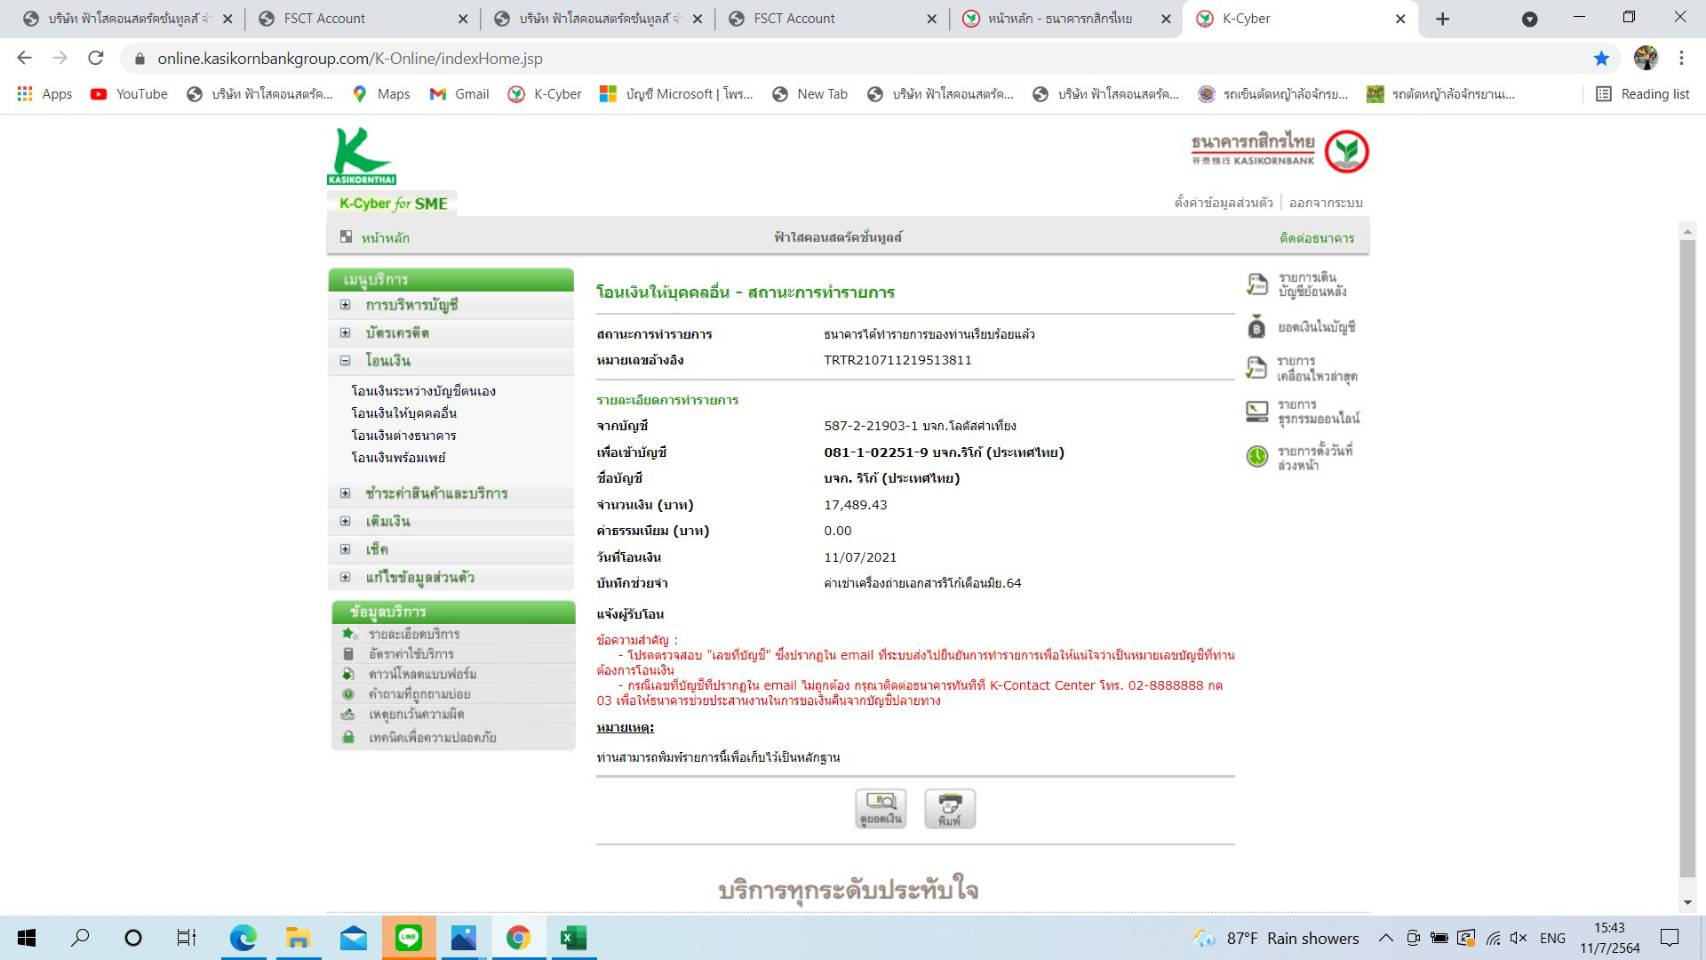 บริษัท ฟ้าใสคอนสตรัคชั่นทูลส์ จำ
FSCT Account
บริษัท ฟ้าใสคอนสตรัคชั่นทูลส์ จำ
FSCT Account
หน้าหลัก - ธนาคารกสิกรไทย
K-Cyber
online.kasikornbankgroup.com/K-Online/indexHome.jsp
Apps
YouTube
บริษัท ฟ้าใสคอนสตรัค...
Maps
Gmail
K-Cyber
บัญชี Microsoft | โพร...
New Tab
บริษัท ฟ้าใสคอนสตรัค...
บริษัท ฟ้าใสคอนสตรัค...
รถเข็นตัดหญ้าล้อจักรย...
รถตัดหญ้าล้อจักรยาน...
Reading list
KASIKORNTHAI
ธนาคารกสิกรไทย
开泰银行 KASIKORNBANK
K-Cyber for SME
ตั้งค่าข้อมูลส่วนตัว | ออกจากระบบ
หน้าหลัก
ฟ้าใสคอนสตรัคชั่นทูลส์
ติดต่อธนาคาร
เมนูบริการ
การบริหารบัญชี
บัตรเครดิต
โอนเงิน
โอนเงินระหว่างบัญชีตนเอง
โอนเงินให้บุคคลอื่น
โอนเงินต่างธนาคาร
โอนเงินพร้อมเพย์
ชำระค่าสินค้าและบริการ
เติมเงิน
เช็ค
แก้ไขข้อมูลส่วนตัว
ข้อมูลบริการ
รายละเอียดบริการ
อัตราค่าใช้บริการ
ดาวน์โหลดแบบฟอร์ม
คำถามที่ถูกถามบ่อย
เหตุยกเว้นความผิด
เทคนิคเพื่อความปลอดภัย
โอนเงินให้บุคคลอื่น - สถานะการทำรายการ
สถานะการทำรายการ ธนาคารได้ทำรายการของท่านเรียบร้อยแล้ว
หมายเลขอ้างอิง TRTR210711219513811
รายละเอียดการทำรายการ
จากบัญชี 587-2-21903-1 บจก.โลตัสคำเที่ยง
เพื่อเข้าบัญชี 081-1-02251-9 บจก.ริโก้ (ประเทศไทย)
ชื่อบัญชี บจก. ริโก้ (ประเทศไทย)
จำนวนเงิน (บาท) 17,489.43
ค่าธรรมเนียม (บาท) 0.00
วันที่โอนเงิน 11/07/2021
บันทึกช่วยจำ ค่าเช่าเครื่องถ่ายเอกสารริโก้เดือนมิย.64
แจ้งผู้รับโอน
ข้อความสำคัญ :
- โปรดตรวจสอบ "เลขที่บัญชี" ซึ่งปรากฏใน email ที่ระบบส่งไปยืนยันการทำรายการเพื่อให้แน่ใจว่าเป็นหมายเลขบัญชีที่ท่าน
ต้องการโอนเงิน
- กรณีเลขที่บัญชีที่ปรากฏใน email ไม่ถูกต้อง กรุณาติดต่อธนาคารทันทีที่ K-Contact Center โทร. 02-8888888 กด
03 เพื่อให้ธนาคารช่วยประสานงานในการขอเงินคืนจากบัญชีปลายทาง
หมายเหตุ:
ท่านสามารถพิมพ์รายการนี้เพื่อเก็บไว้เป็นหลักฐาน
ดูยอดเงิน
พิมพ์
รายการเดิน
บัญชีย้อนหลัง
ยอดเงินในบัญชี
รายการ
เคลื่อนไหวล่าสุด
รายการ
ธุรกรรมออนไลน์
รายการตั้งวันที่
ล่วงหน้า
บริการทุกระดับประทับใจ
LINE
87°F Rain showers
ENG
15:43
11/7/2564